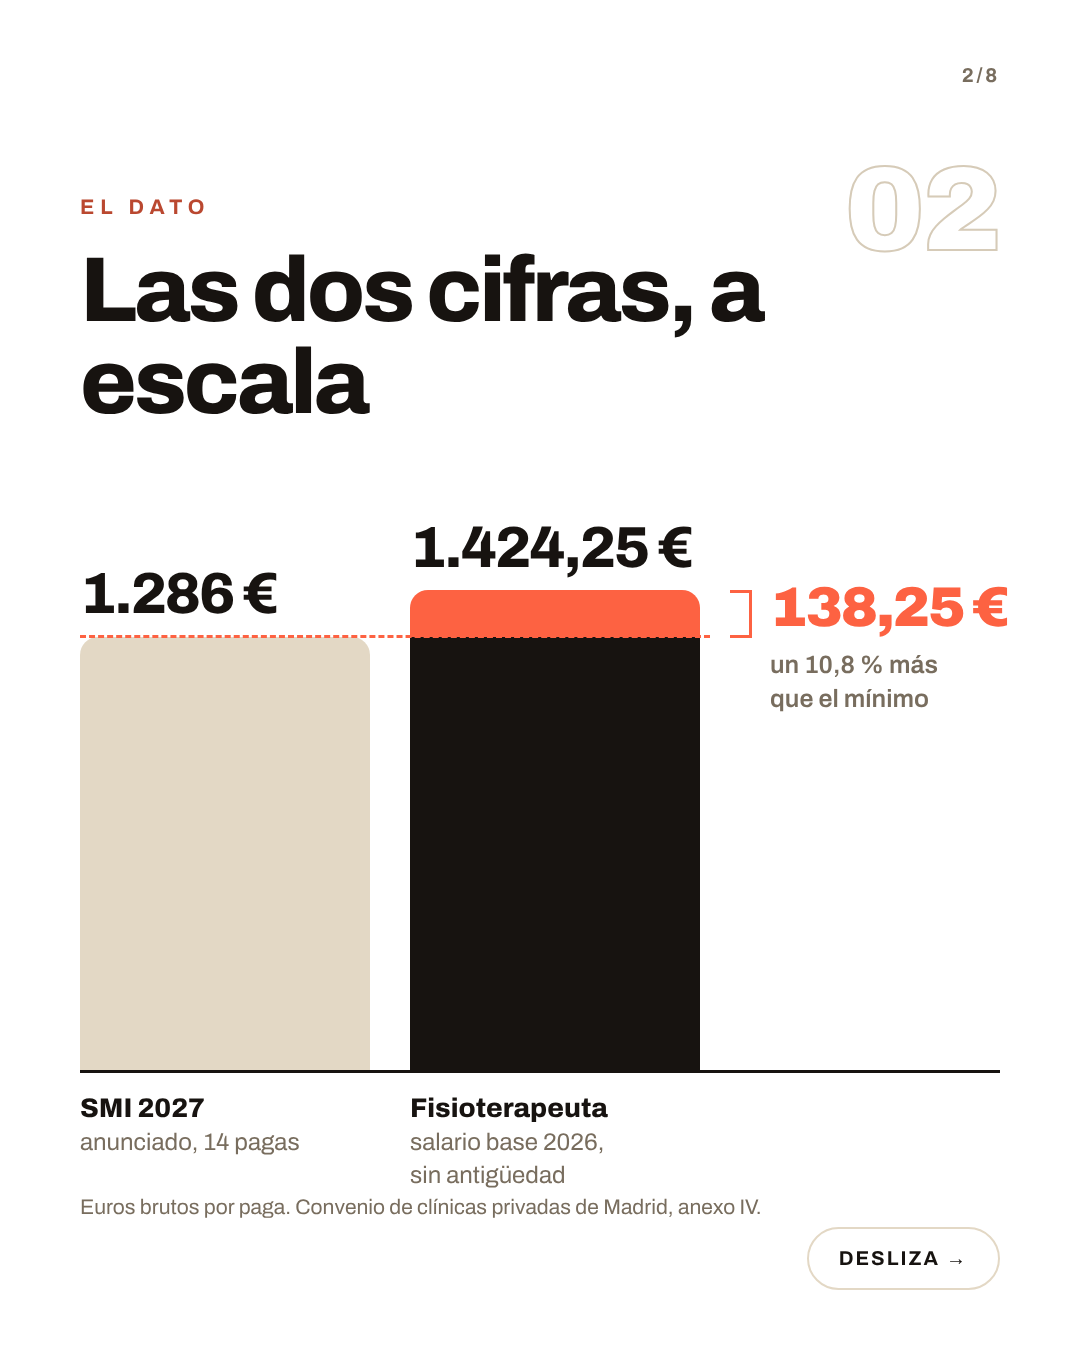 2/8
02
EL DATO
Las dos cifras, a
escala
1.424,25 €
1.286 €
138,25 €
un 10,8 % más
que el mínimo
SMI 2027
anunciado, 14 pagas
Fisioterapeuta
salario base 2026,
sin antigüedad
Euros brutos por paga. Convenio de clínicas privadas de Madrid, anexo IV.
DESLIZA →